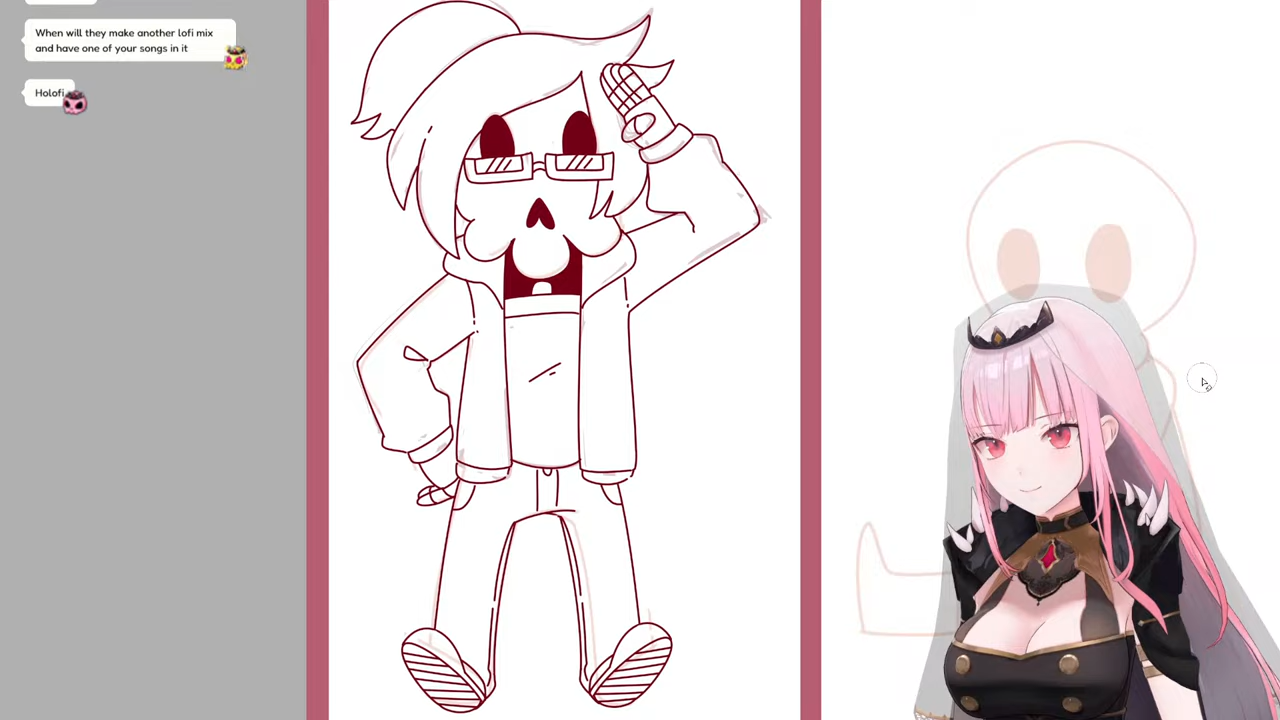 When will they make another lofi mix
and have one of your songs in it
Holofi